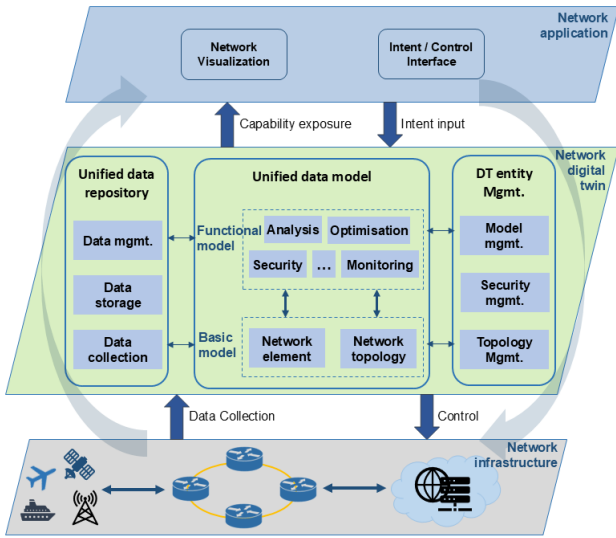 Network
application
Network
Visualization
Intent / Control
Interface
Capability exposure
Intent input
Network
digital
twin
Unified data
repository
Data mgmt.
Data
storage
Data
collection
Unified data model
Functional
model
Analysis
Optimisation
Security
...
Monitoring
Basic
model
Network
element
Network
topology
DT entity
Mgmt.
Model
mgmt.
Security
mgmt.
Topology
Mgmt.
Data Collection
Control
Network
infrastructure